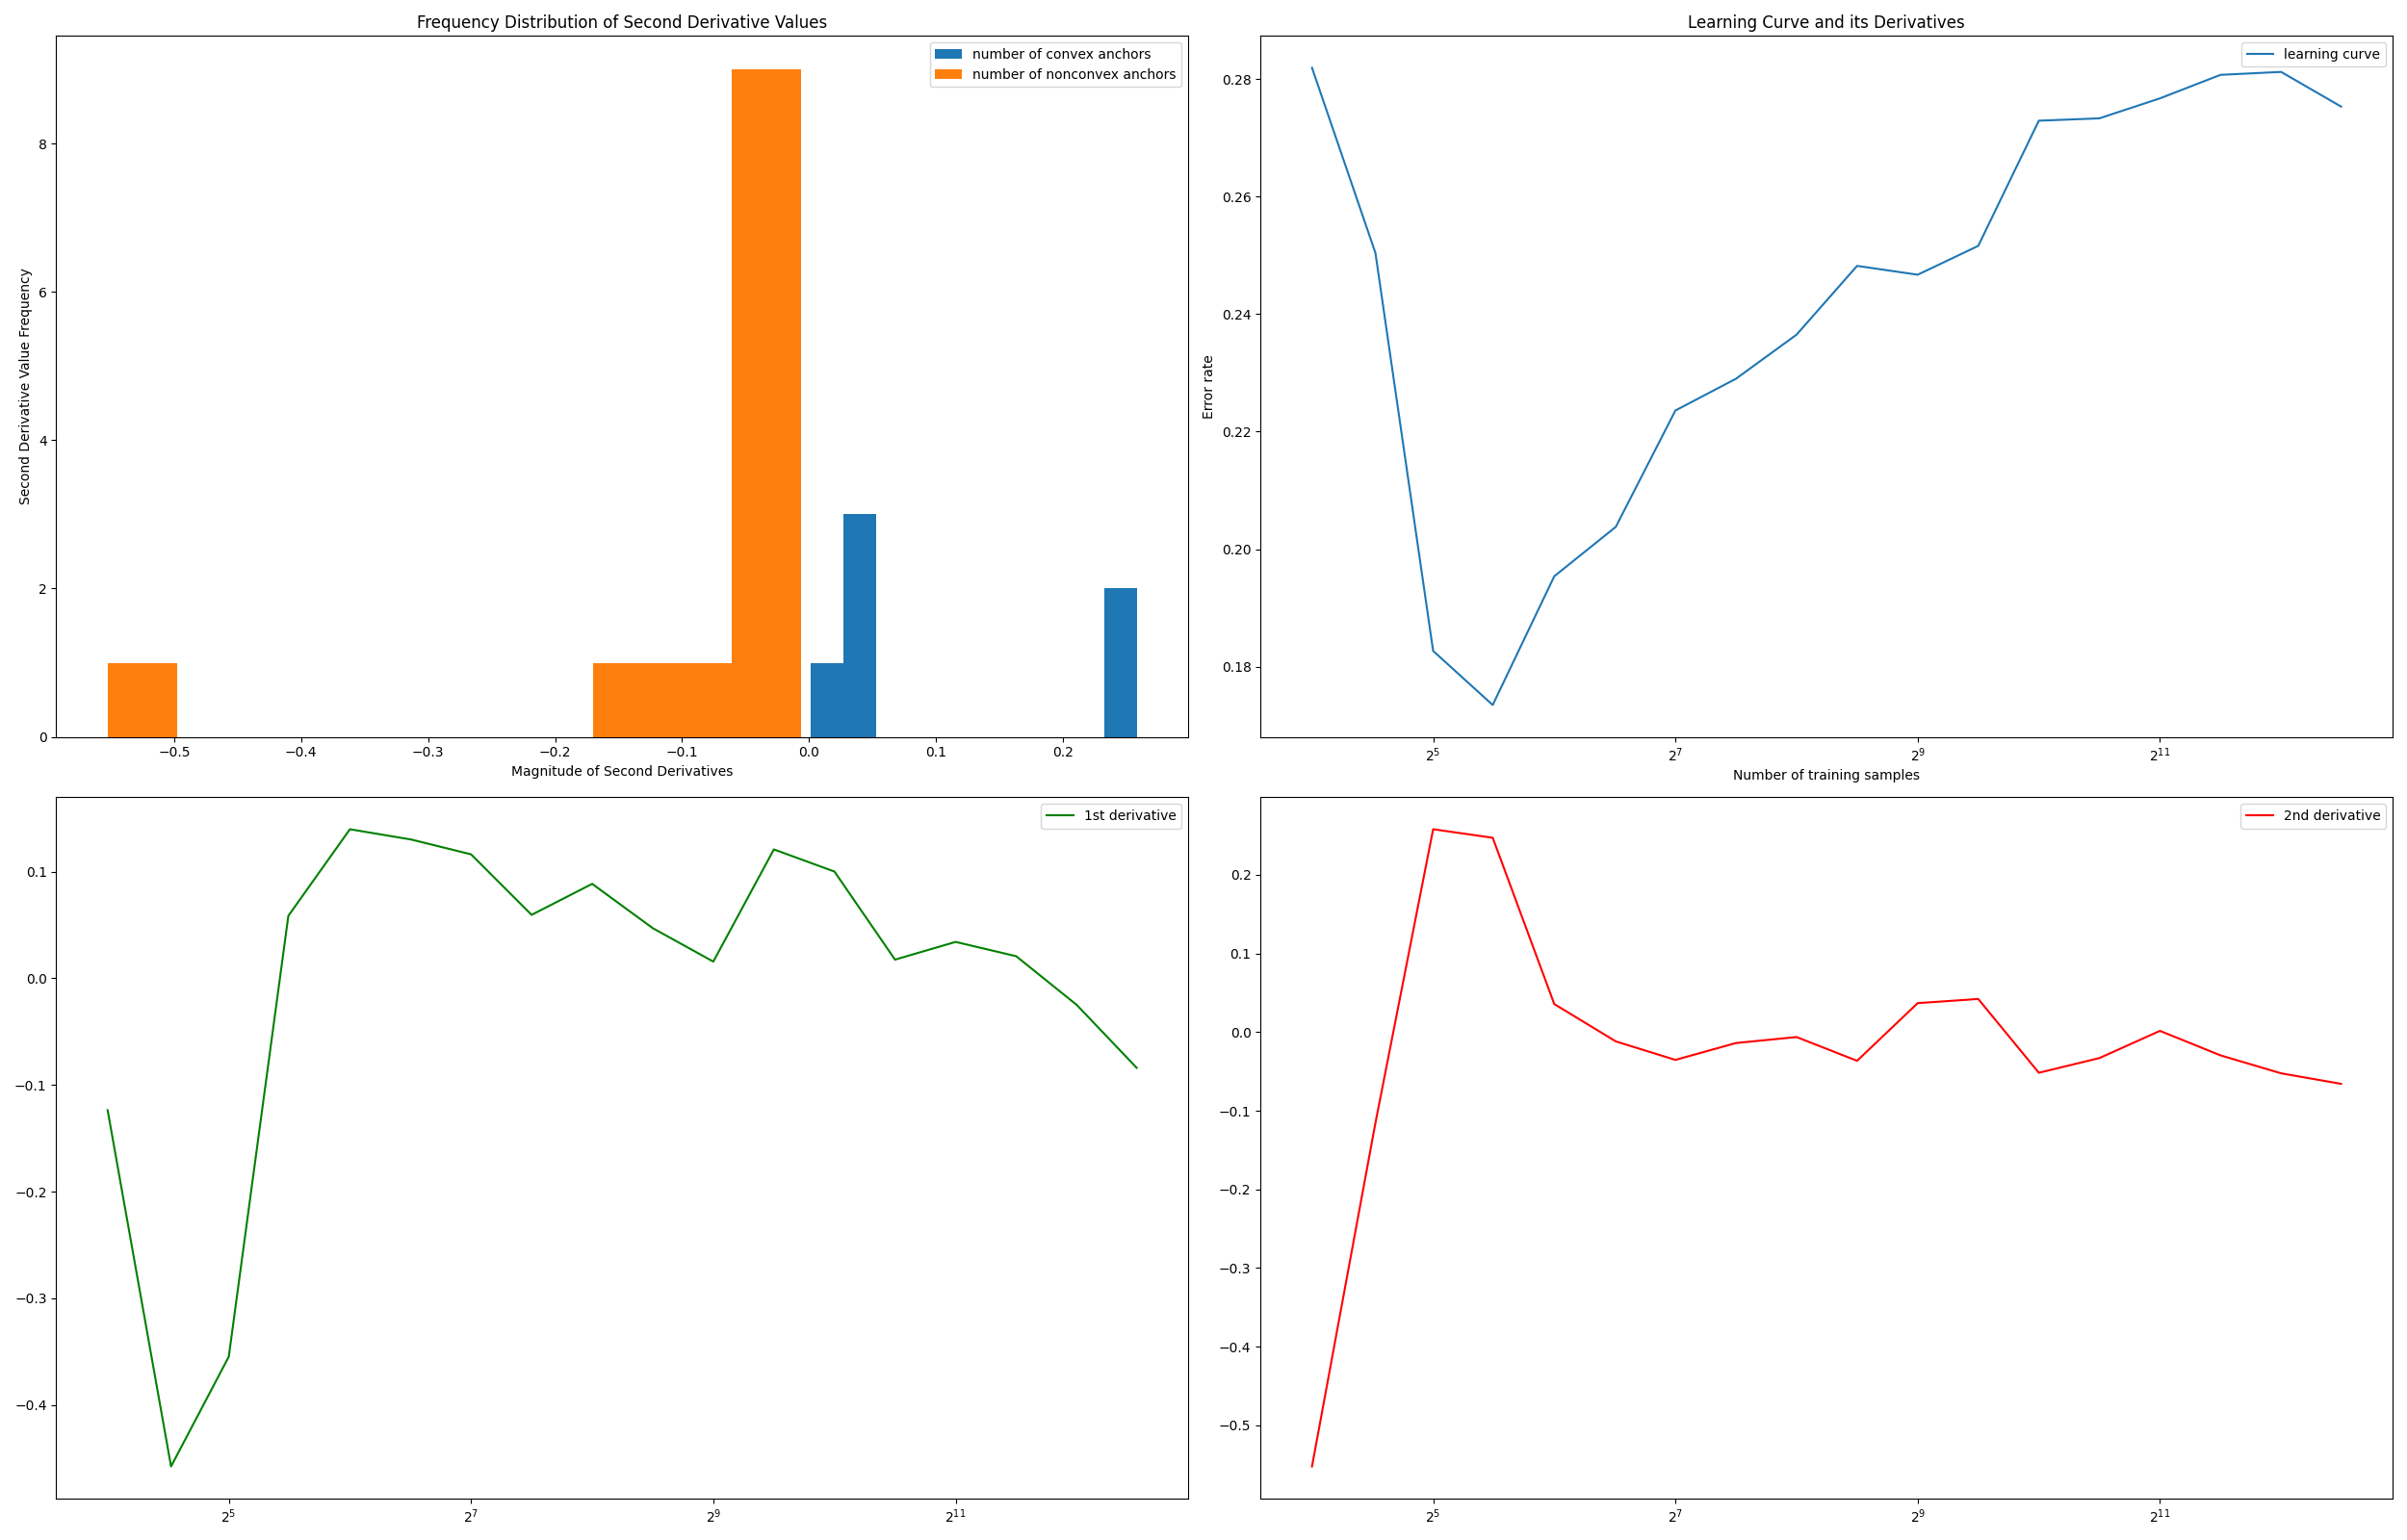 Frequency Distribution of Second Derivative Values
number of convex anchors
number of nonconvex anchors
Second Derivative Value Frequency
8
6
4
2
0
−0.5 −0.4 −0.3 −0.2 −0.1 0.0 0.1 0.2
Magnitude of Second Derivatives
Learning Curve and its Derivatives
learning curve
Error rate
0.28
0.26
0.24
0.22
0.20
0.18
2^5 2^7 2^9 2^11
Number of training samples
1st derivative
0.1
0.0
−0.1
−0.2
−0.3
−0.4
2^5 2^7 2^9 2^11
2nd derivative
0.2
0.1
0.0
−0.1
−0.2
−0.3
−0.4
−0.5
2^5 2^7 2^9 2^11